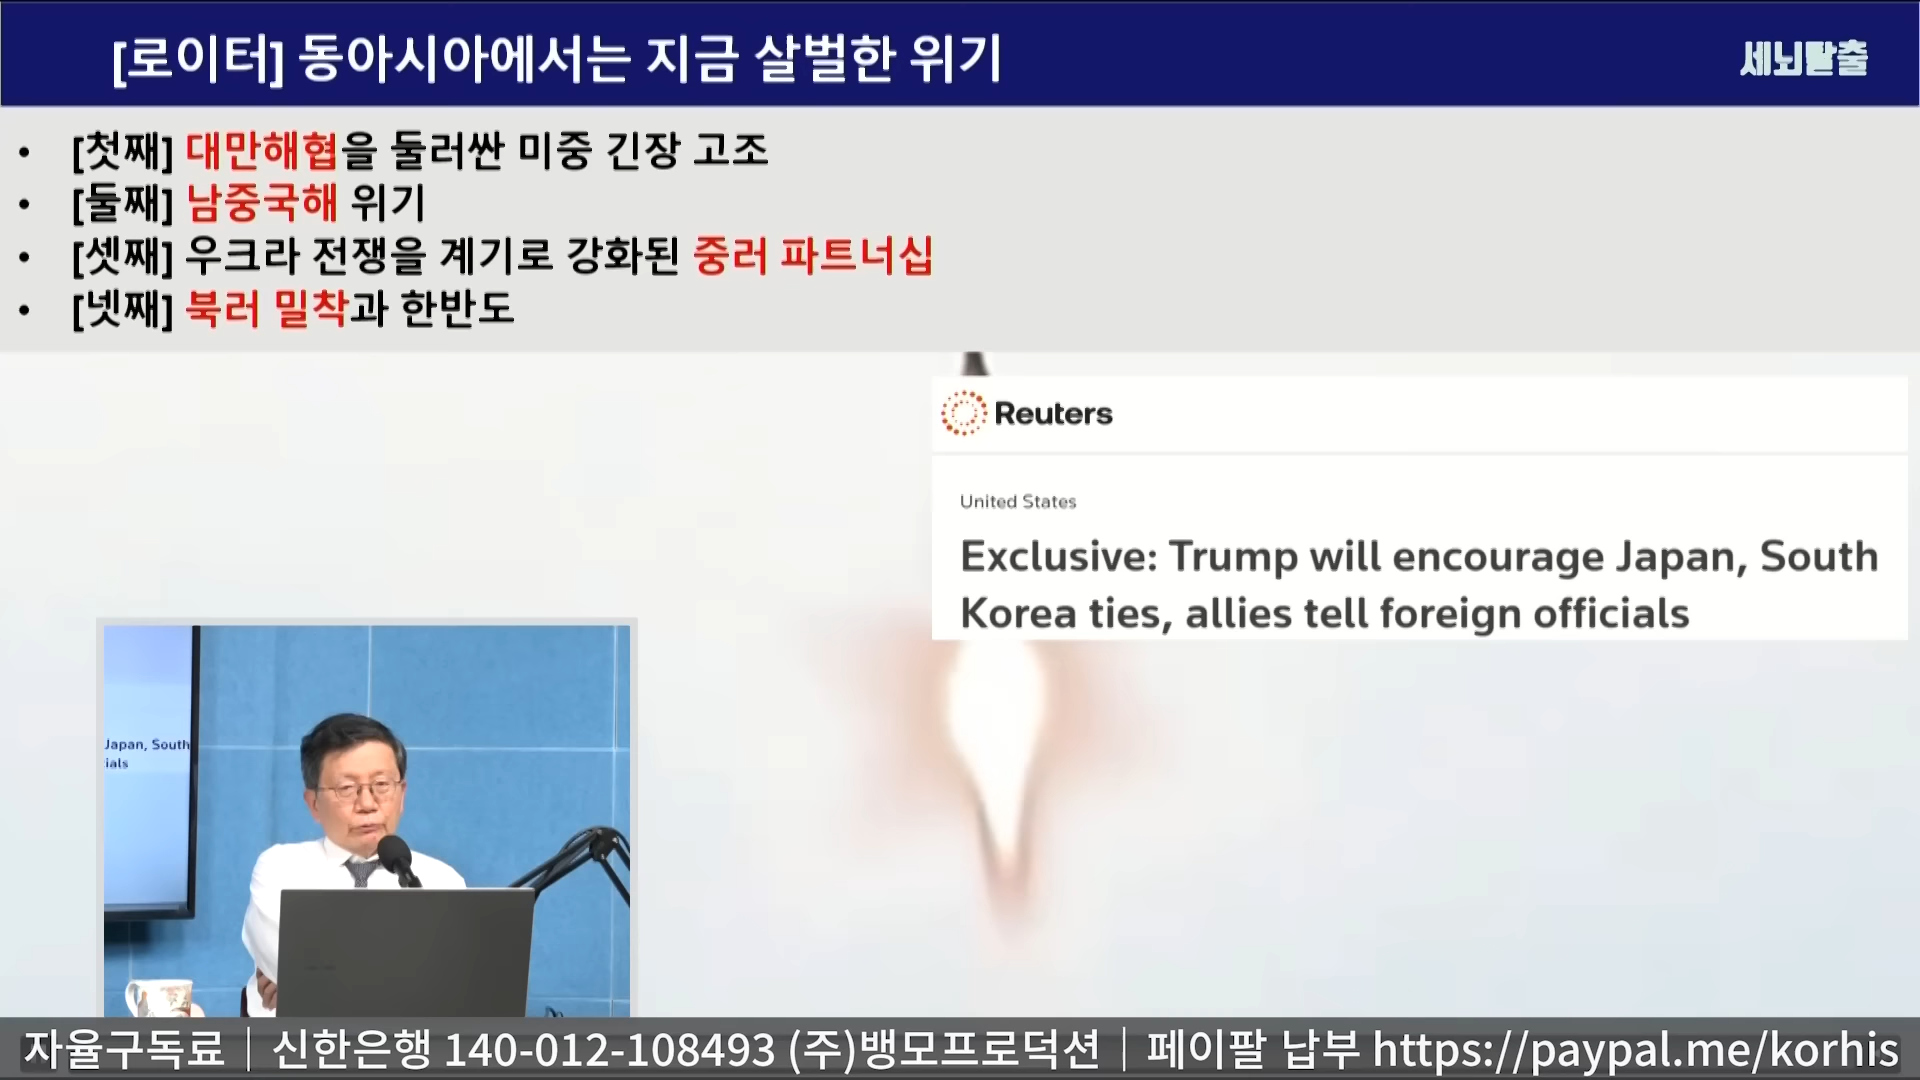 [로이터] 동아시아에서는 지금 살벌한 위기
세뇌탈출
• [첫째] 대만해협을 둘러싼 미중 긴장 고조
• [둘째] 남중국해 위기
• [셋째] 우크라 전쟁을 계기로 강화된 중러 파트너십
• [넷째] 북러 밀착과 한반도
Reuters
United States
Exclusive: Trump will encourage Japan, South
Korea ties, allies tell foreign officials
Japan, South
ials
자율구독료｜신한은행 140-012-108493 (주)뱅모프로덕션｜페이팔 납부 https://paypal.me/korhis